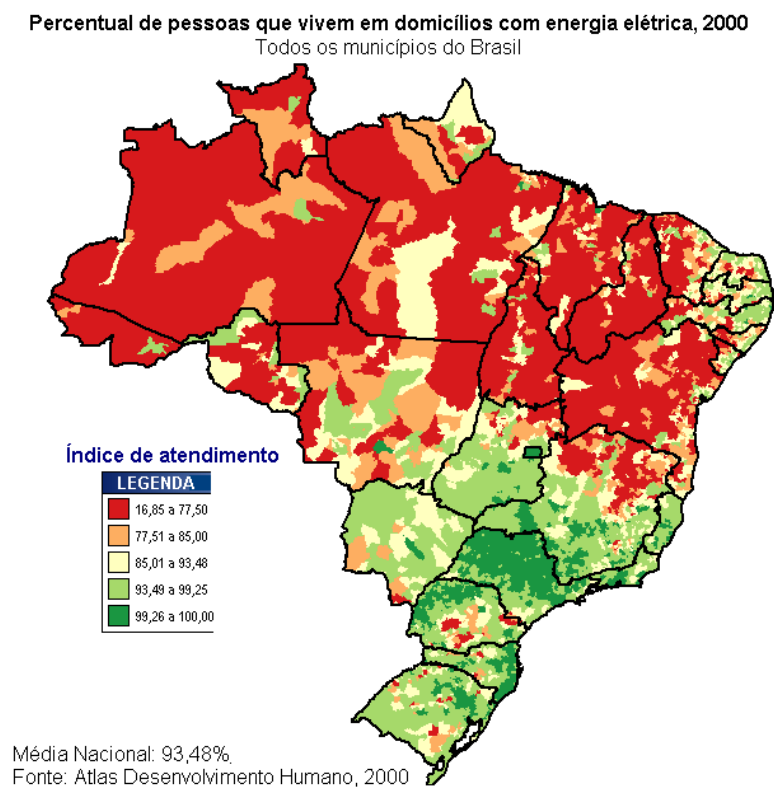 Percentual de pessoas que vivem em domicílios com energia elétrica, 2000
Todos os municípios do Brasil
Índice de atendimento
LEGENDA
16,85 a 77,50
77,51 a 85,00
85,01 a 93,48
93,49 a 99,25
99,26 a 100,00
Média Nacional: 93,48%
Fonte: Atlas Desenvolvimento Humano, 2000